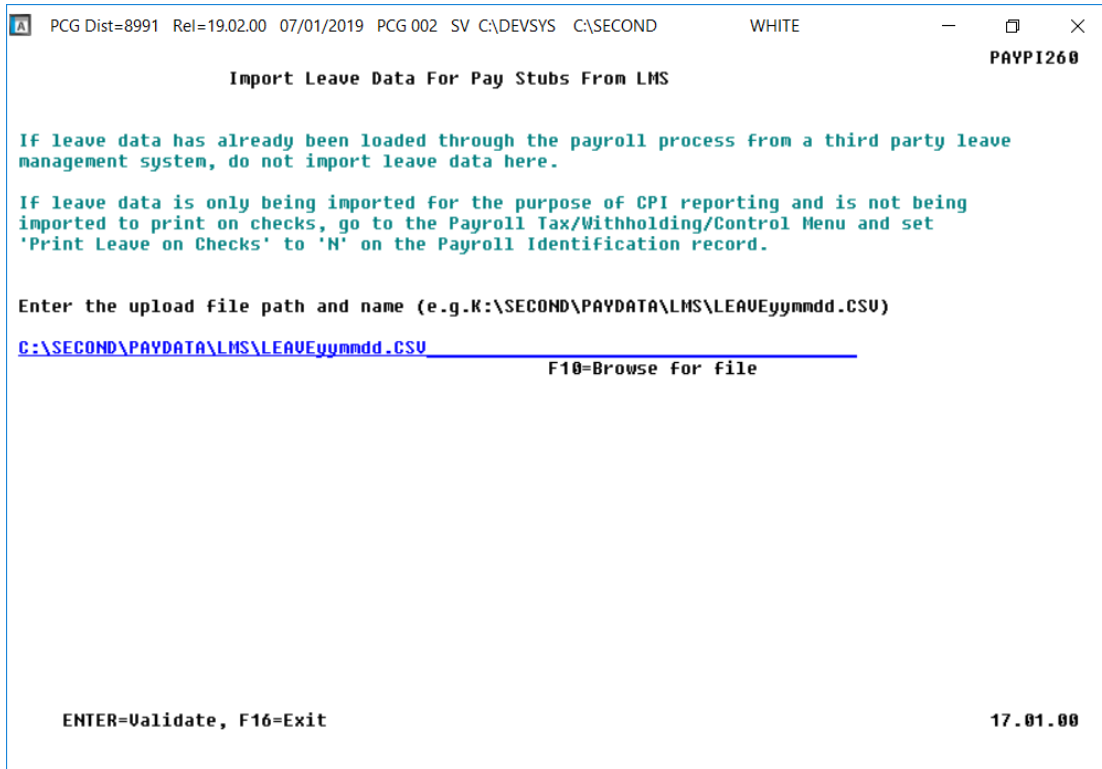 PCG Dist=8991 Rel=19.02.00 07/01/2019 PCG 002 SV C:\DEVSYS C:\SECOND WHITE
PAYPI260
Import Leave Data For Pay Stubs From LMS
If leave data has already been loaded through the payroll process from a third party leave
management system, do not import leave data here.
If leave data is only being imported for the purpose of CPI reporting and is not being
imported to print on checks, go to the Payroll Tax/Withholding/Control Menu and set
'Print Leave on Checks' to 'N' on the Payroll Identification record.
Enter the upload file path and name (e.g.K:\SECOND\PAYDATA\LMS\LEAVEyymmdd.CSV)
C:\SECOND\PAYDATA\LMS\LEAVEyymmdd.CSV
F10=Browse for file
ENTER=Validate, F16=Exit
17.01.00